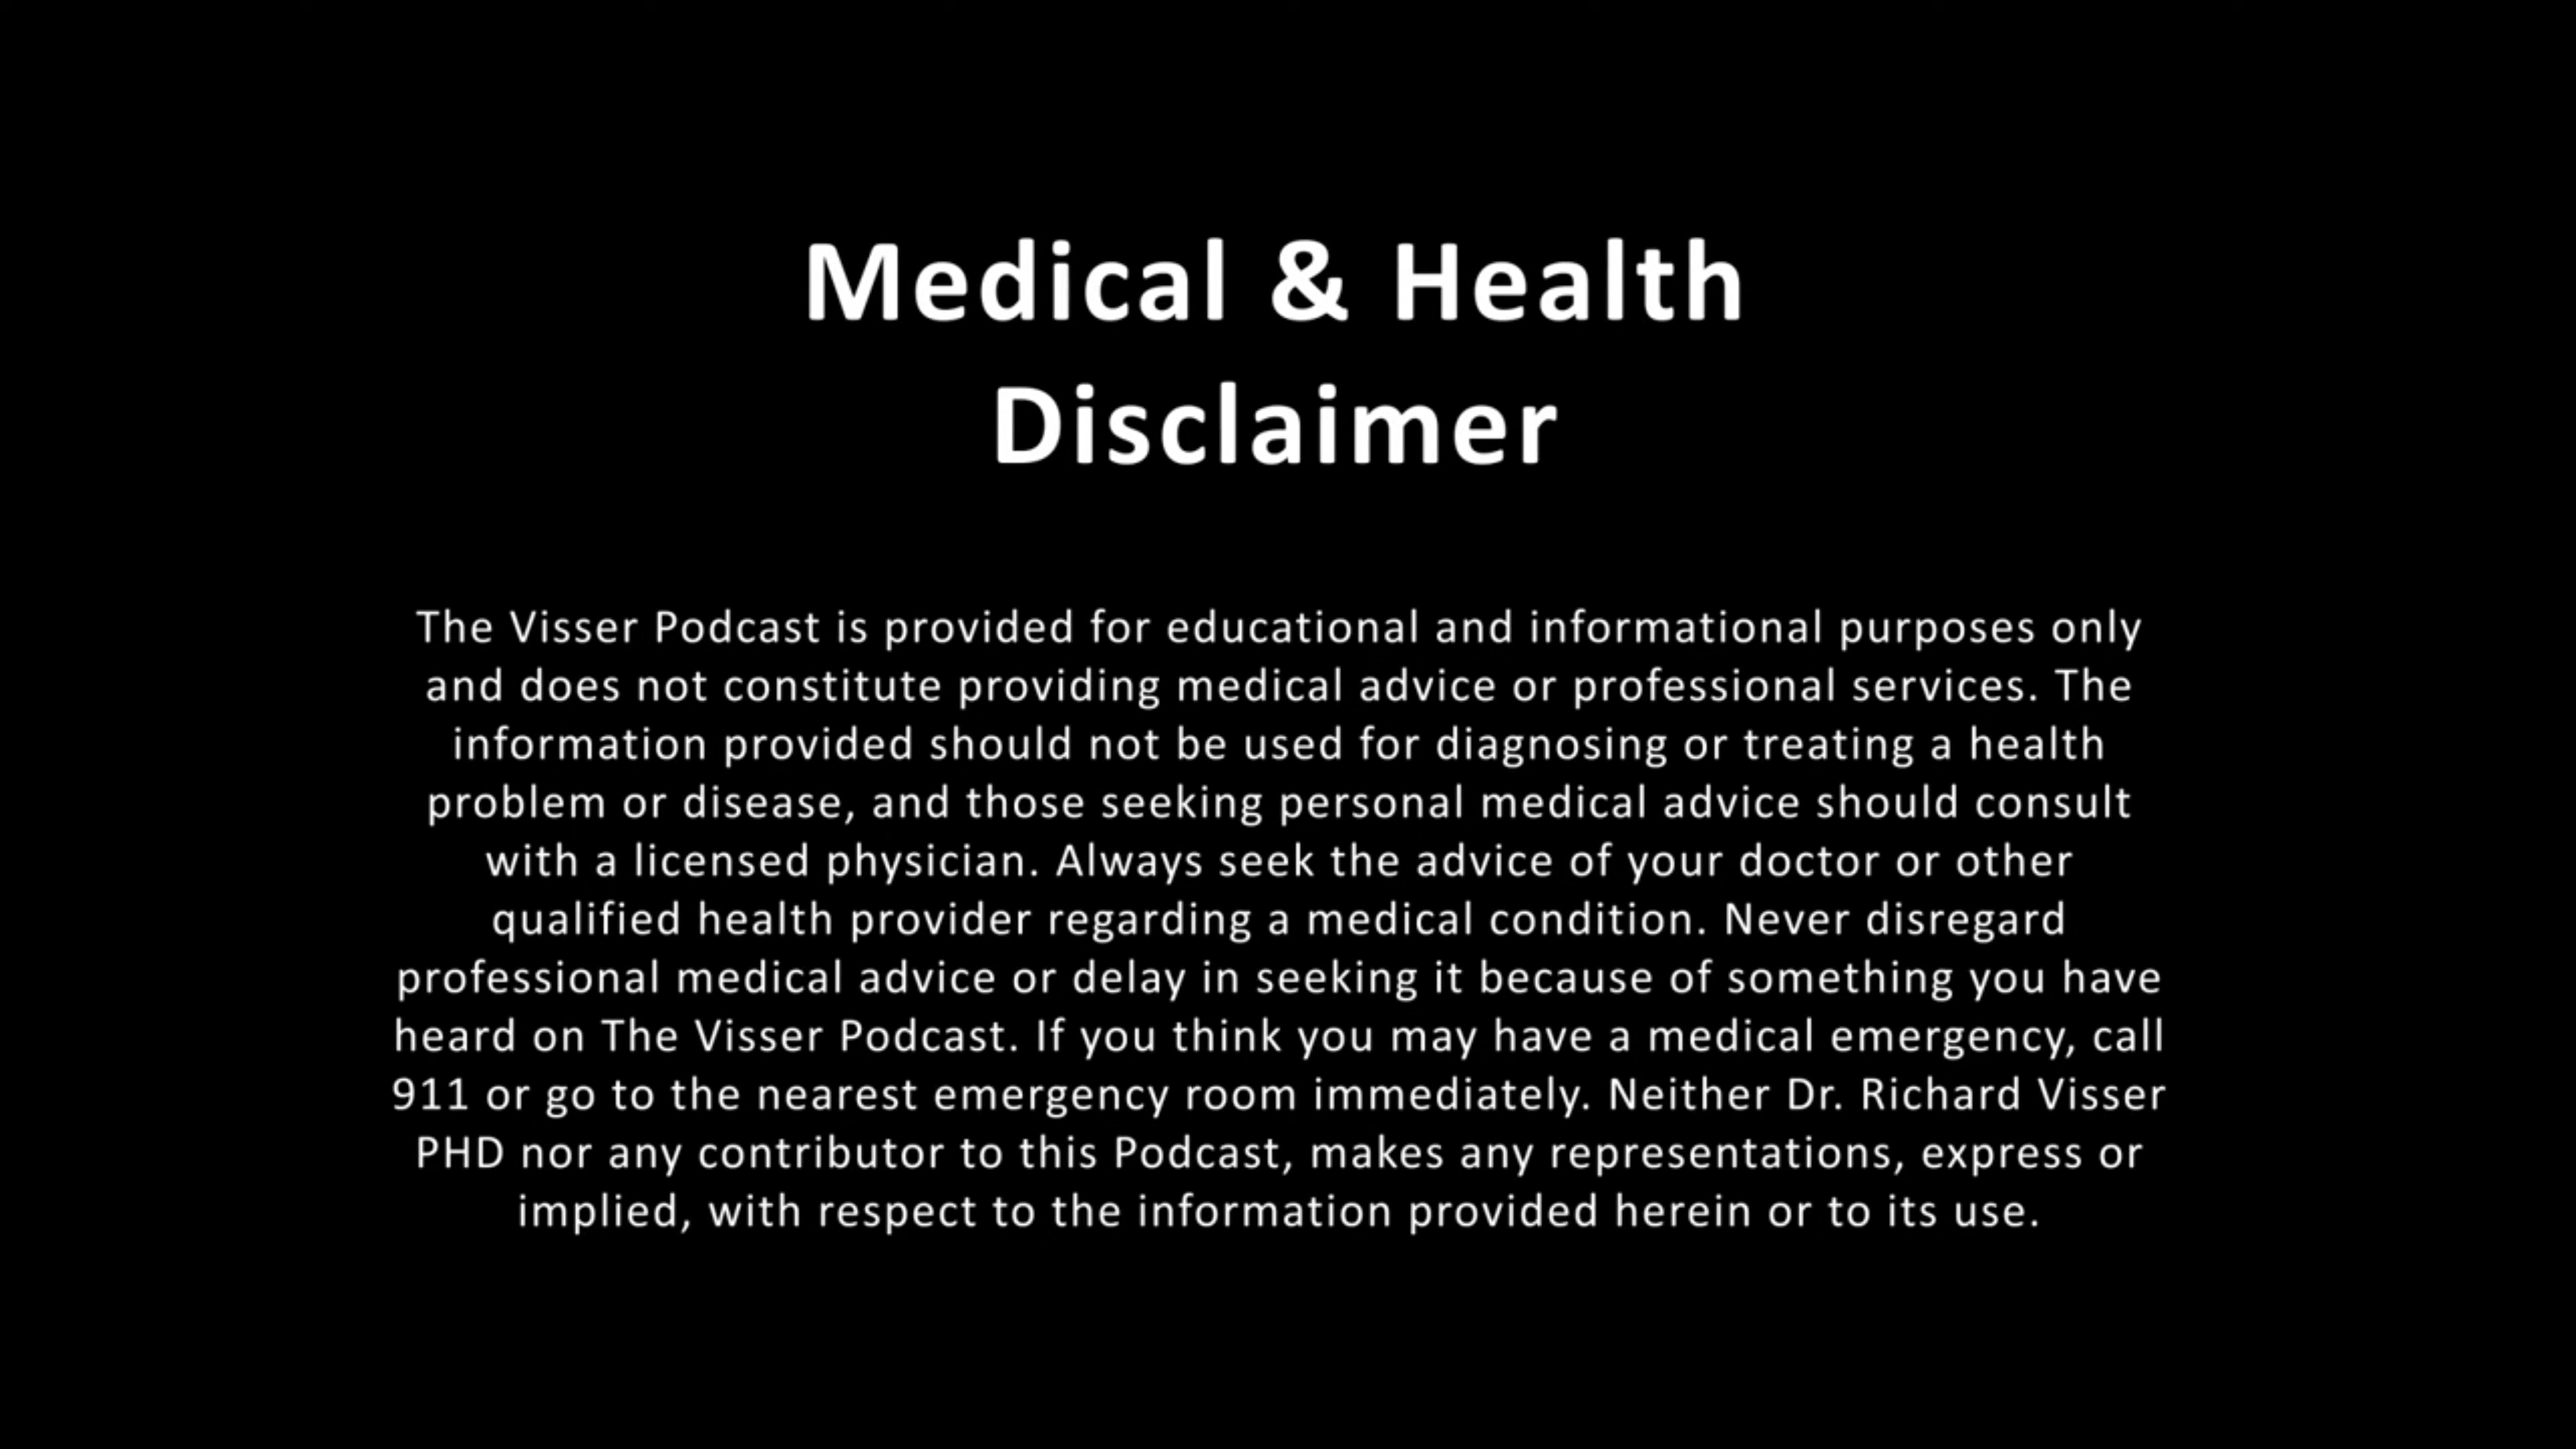 Medical & Health
Disclaimer
The Visser Podcast is provided for educational and informational purposes only
and does not constitute providing medical advice or professional services. The
information provided should not be used for diagnosing or treating a health
problem or disease, and those seeking personal medical advice should consult
with a licensed physician. Always seek the advice of your doctor or other
qualified health provider regarding a medical condition. Never disregard
professional medical advice or delay in seeking it because of something you have
heard on The Visser Podcast. If you think you may have a medical emergency, call
911 or go to the nearest emergency room immediately. Neither Dr. Richard Visser
PHD nor any contributor to this Podcast, makes any representations, express or
implied, with respect to the information provided herein or to its use.